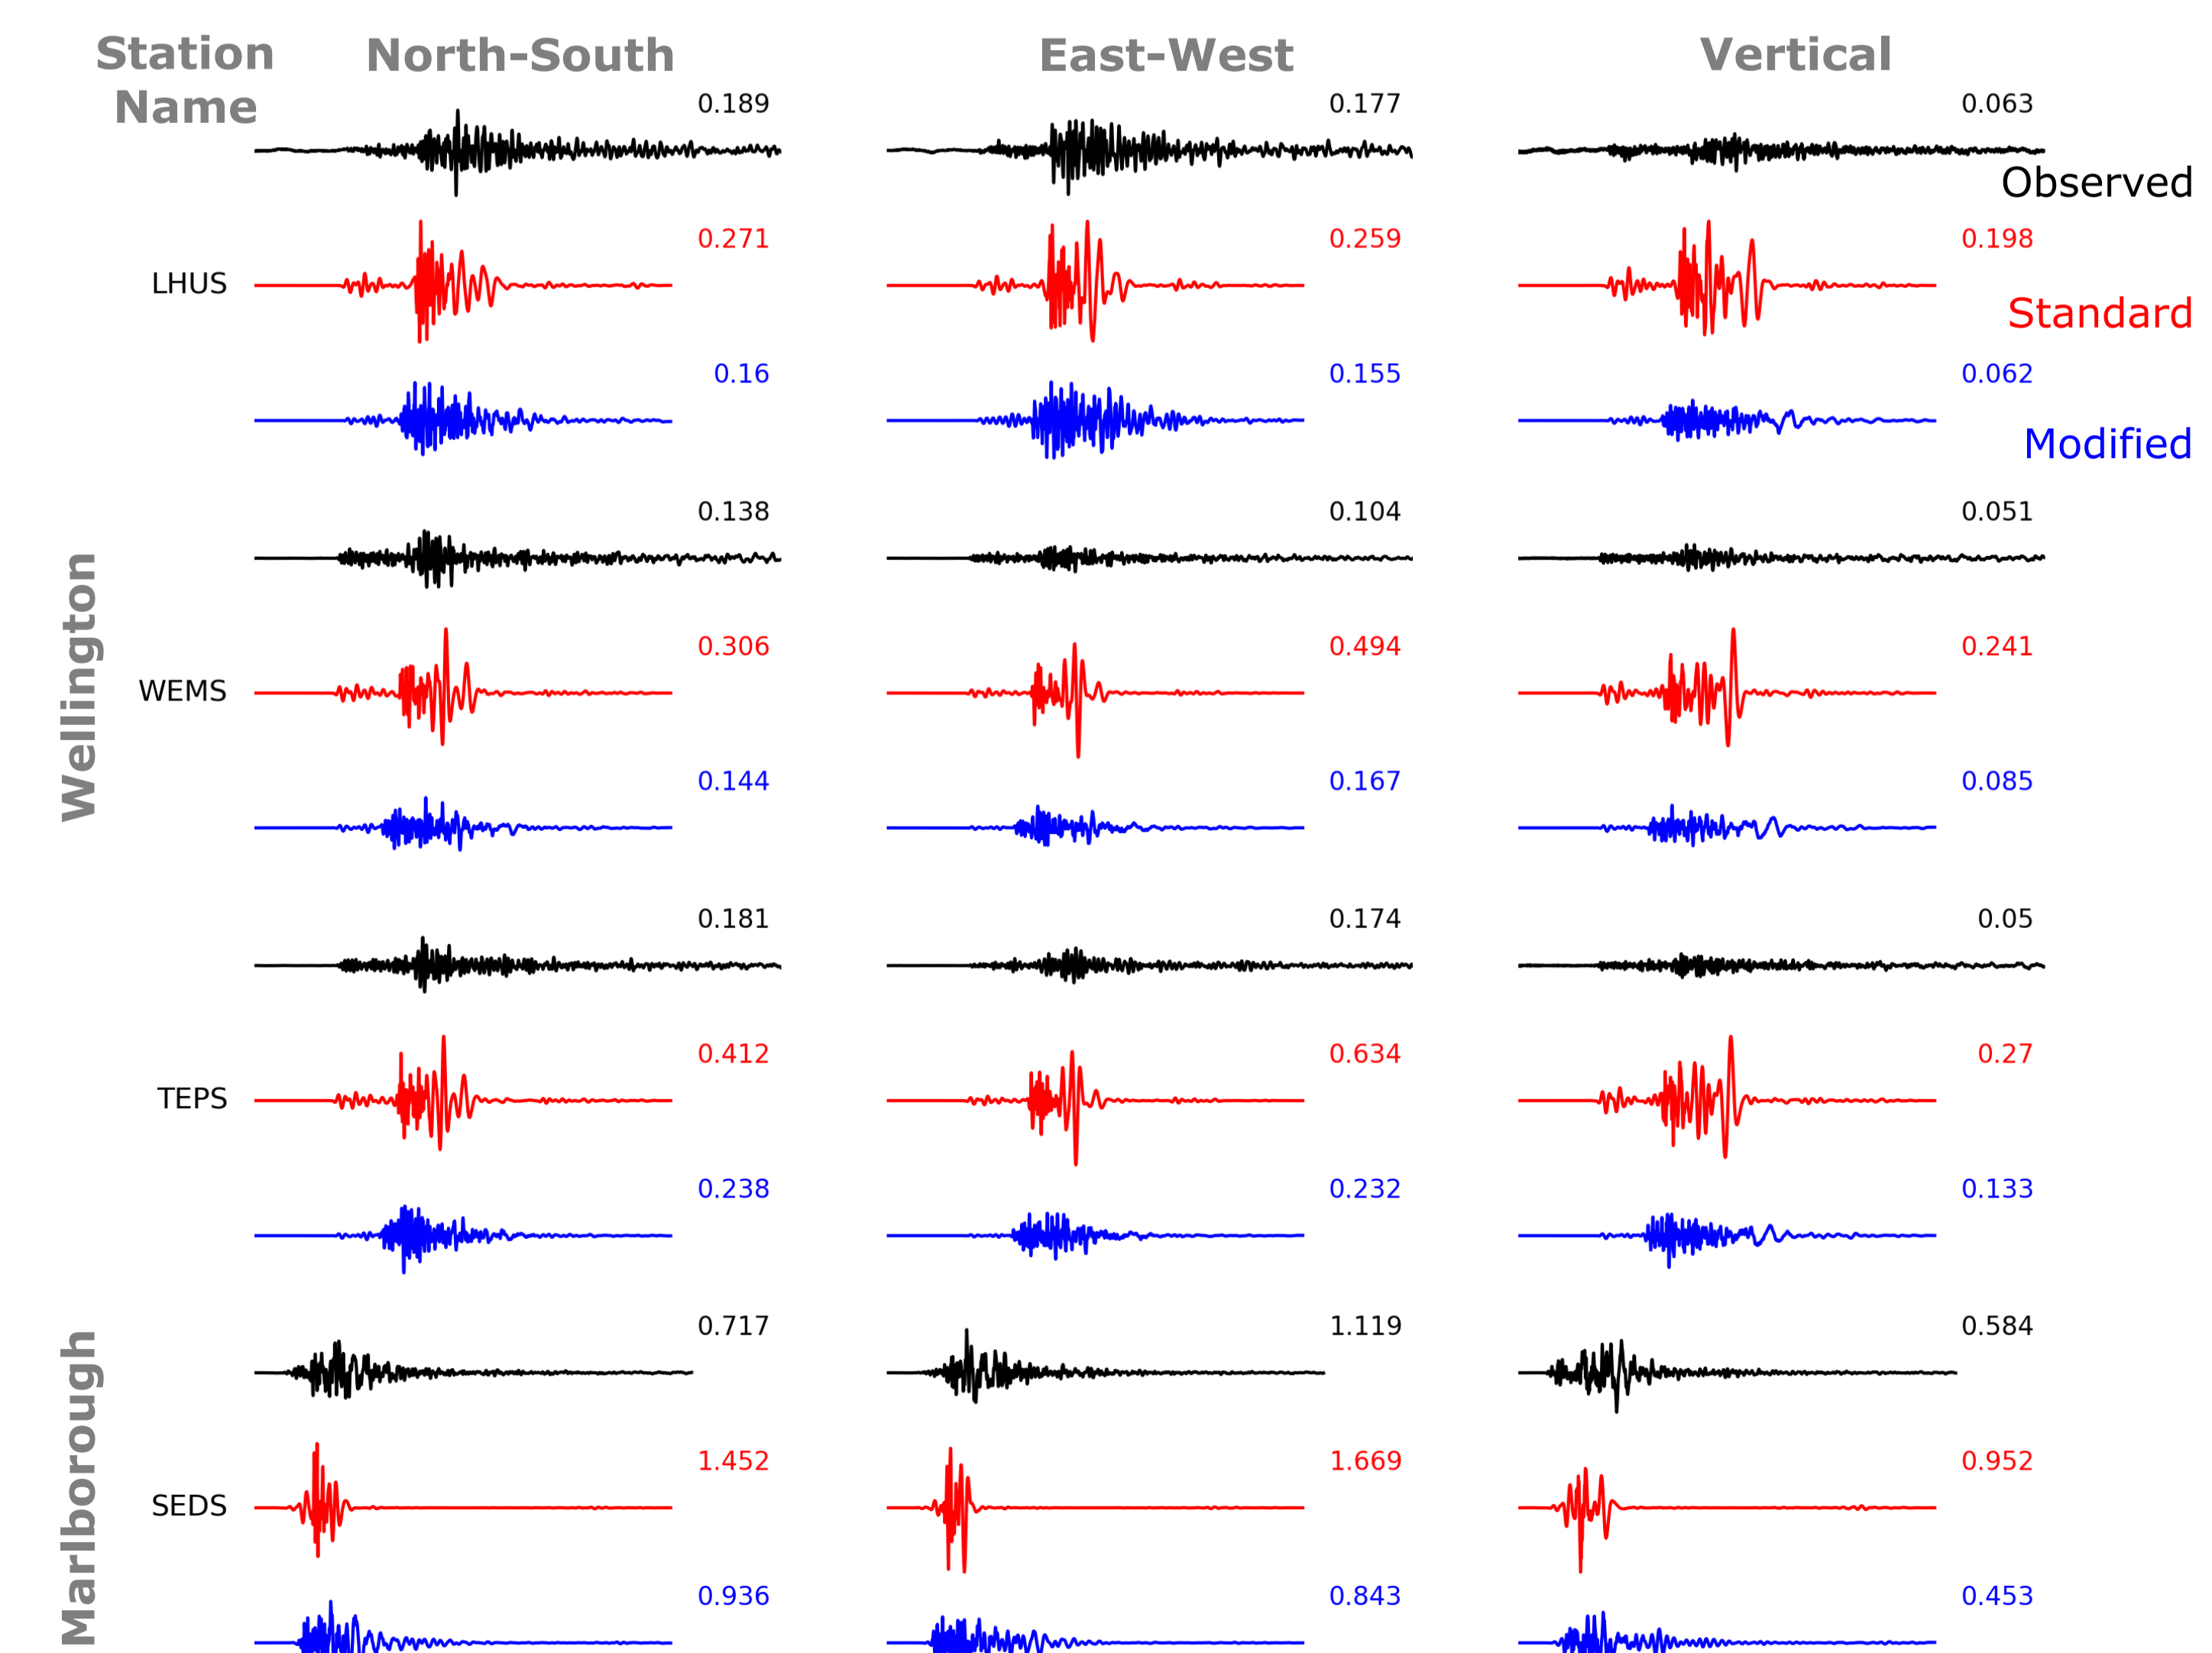 Station
Name
North-South
East-West
Vertical
0.189
0.177
0.063
Observed
LHUS
0.271
0.259
0.198
Standard
0.16
0.155
0.062
Modified
Wellington
0.138
0.104
0.051
WEMS
0.306
0.494
0.241
0.144
0.167
0.085
0.181
0.174
0.05
TEPS
0.412
0.634
0.27
0.238
0.232
0.133
Marlborough
0.717
1.119
0.584
SEDS
1.452
1.669
0.952
0.936
0.843
0.453